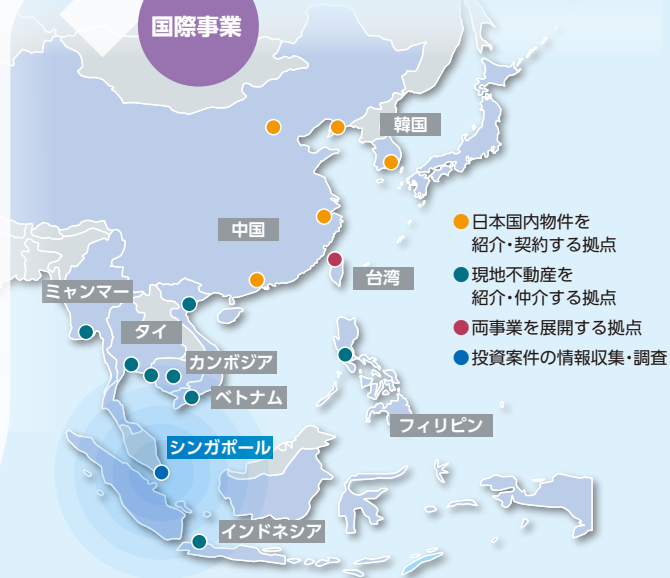 国際事業
韓国
中国
台湾
ミャンマー
タイ
カンボジア
ベトナム
フィリピン
シンガポール
インドネシア
●日本国内物件を
紹介・契約する拠点
●現地不動産を
紹介・仲介する拠点
●両事業を展開する拠点
●投資案件の情報収集・調査